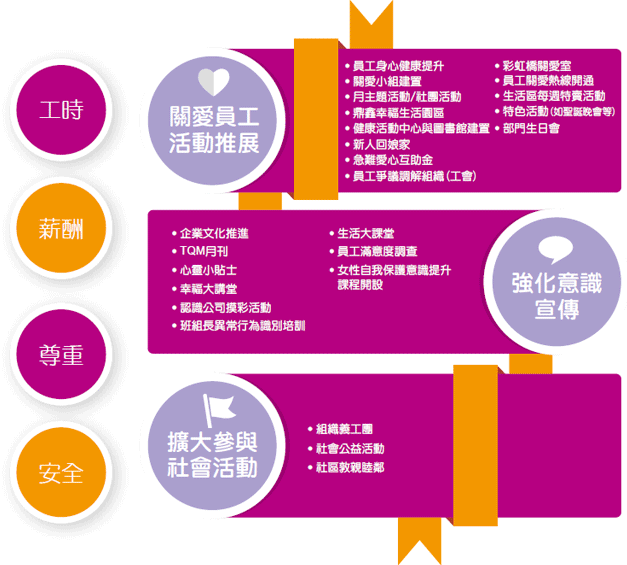 工時
薪酬
尊重
安全
關愛員工
活動推展
• 員工身心健康提升
• 關愛小組建置
• 月主題活動/社團活動
• 鼎鑫幸福生活園區
• 健康活動中心與圖書館建置
• 新人回娘家
• 急難愛心互助金
• 員工爭議調解組織(工會)
• 彩虹橋關愛室
• 員工關愛熱線開通
• 生活區每週特賣活動
• 特色活動(如聖誕晚會等)
• 部門生日會
• 企業文化推進
• TQM月刊
• 心靈小貼士
• 幸福大講堂
• 認識公司摸彩活動
• 班組長異常行為識別培訓
• 生活大課堂
• 員工滿意度調查
• 女性自我保護意識提升
課程開設
強化意識
宣傳
擴大參與
社會活動
• 組織義工團
• 社會公益活動
• 社區敦親睦鄰